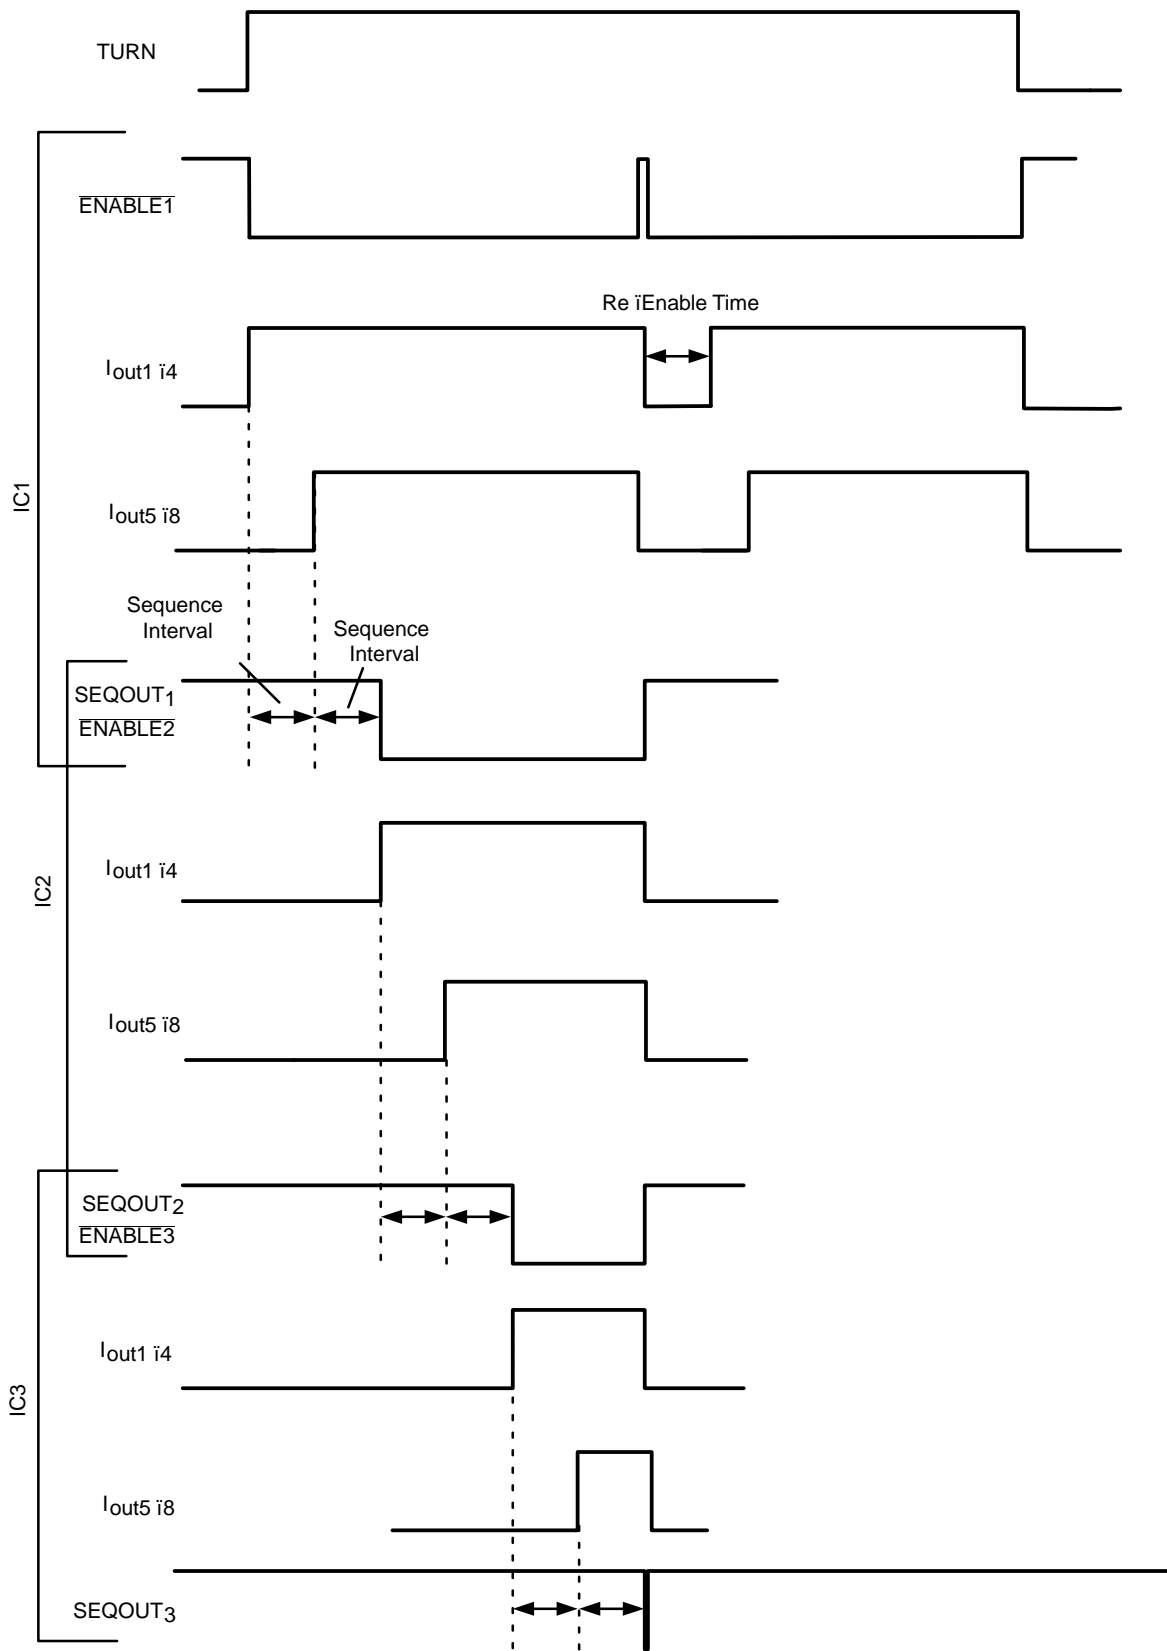 TURN
ENABLE1
Re ïEnable Time
Iout1 ï4
IC1
Iout5 ï8
Sequence
Interval
Sequence
Interval
SEQOUT1
ENABLE2
Iout1 ï4
IC2
Iout5 ï8
SEQOUT2
ENABLE3
Iout1 ï4
IC3
Iout5 ï8
SEQOUT3